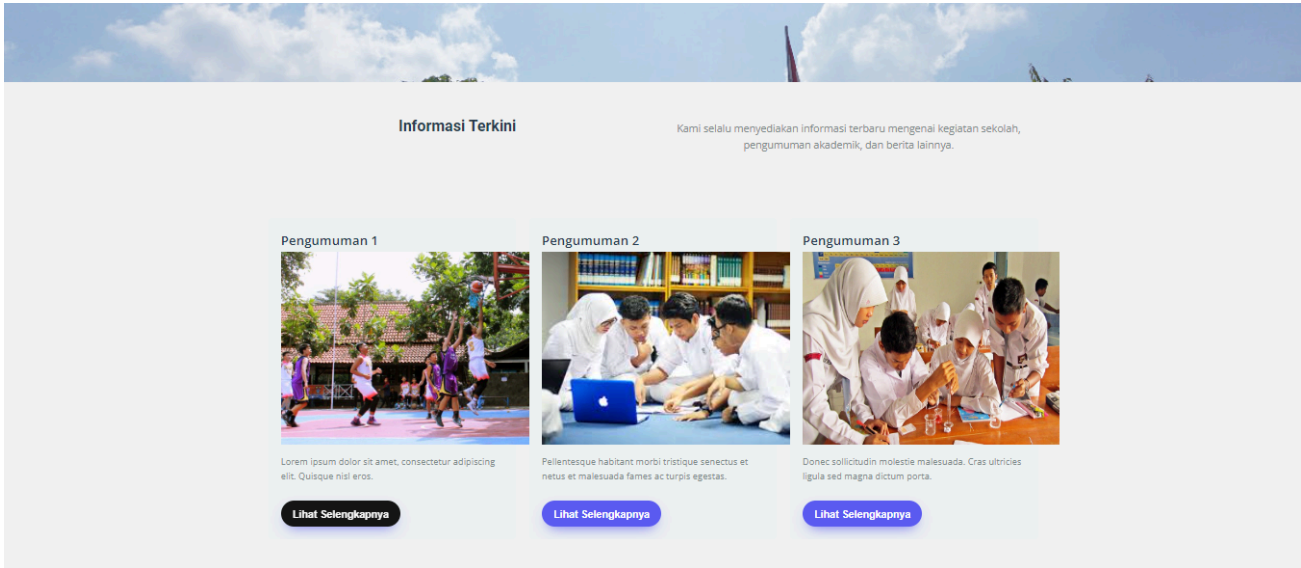 Informasi Terkini
Kami selalu menyediakan informasi terbaru mengenai kegiatan sekolah,
pengumuman akademik, dan berita lainnya.
Pengumuman 1
Lorem ipsum dolor sit amet, consectetur adipiscing
elit. Quisque nisl eros.
Lihat Selengkapnya
Pengumuman 2
Pellentesque habitant morbi tristique senectus et
netus et malesuada fames ac turpis egestas.
Lihat Selengkapnya
Pengumuman 3
Donec sollicitudin molestie malesuada. Cras ultricies
ligula sed magna dictum porta.
Lihat Selengkapnya